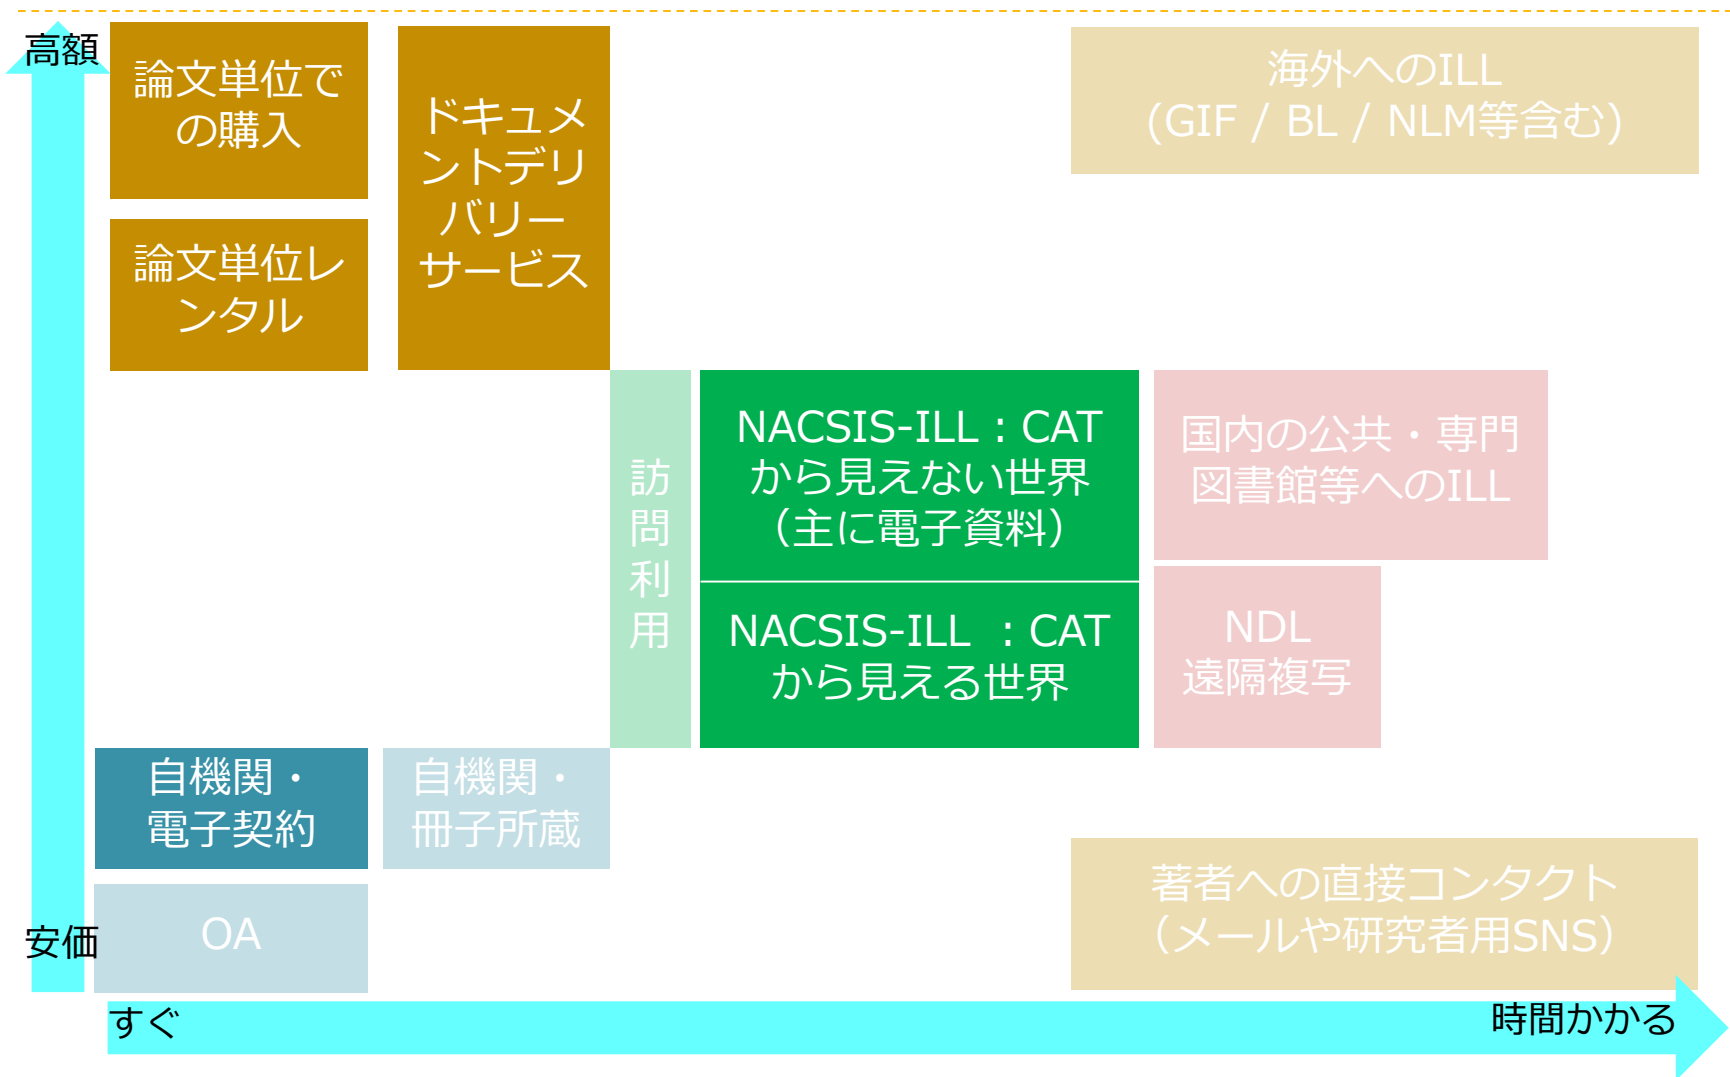 高額
論文単位で
の購入
ドキュメ
ントデリ
バリー
サービス
海外へのILL
(GIF / BL / NLM等含む)
論文単位レ
ンタル
訪
問
利
用
NACSIS-ILL：CAT
から見えない世界
（主に電子資料）
国内の公共・専門
図書館等へのILL
NACSIS-ILL ：CAT
から見える世界
NDL
遠隔複写
自機関・
電子契約
自機関・
冊子所蔵
OA
著者への直接コンタクト
（メールや研究者用SNS）
安価
すぐ
時間かかる